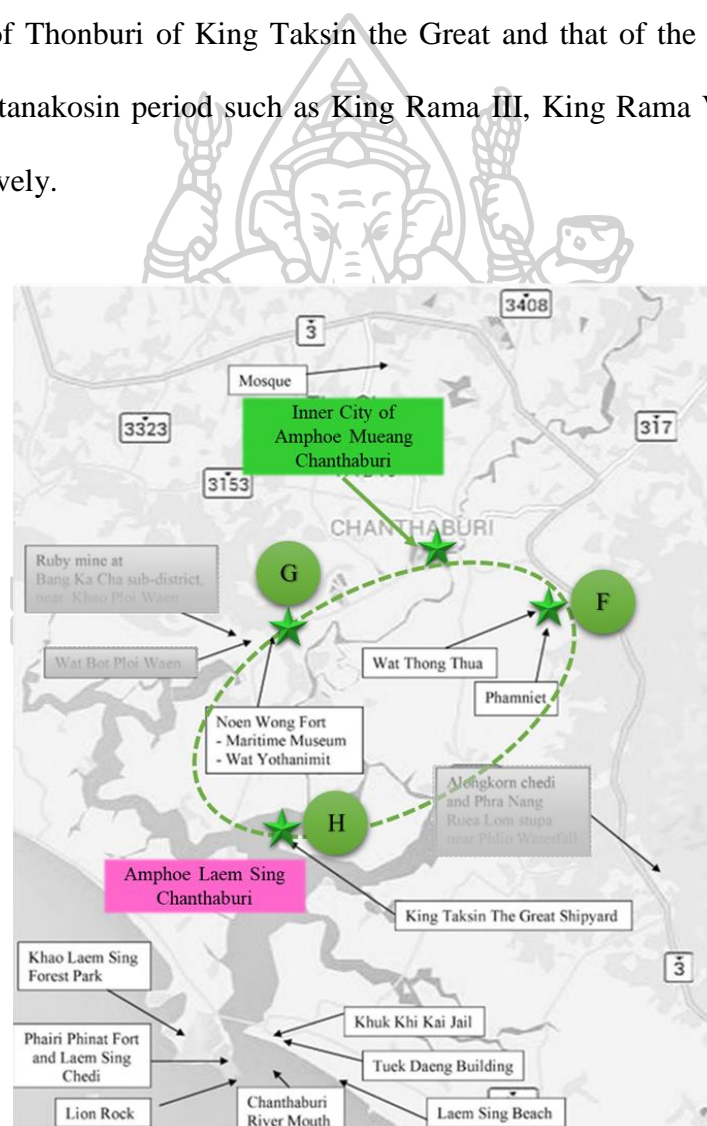 of Thonburi of King Taksin the Great and that of the
tanakosin period such as King Rama III, King Rama V
vely.
3408
3
Mosque
Inner City of
Amphoe Mueang
Chanthaburi
3323
317
3153
CHANTHABURI
Ruby mine at
Bang Ka Cha sub-district,
near Khao Ploi Waen
G
F
Wat Bot Ploi Waen
Wat Thong Thua
Phamniet
Noen Wong Fort
- Maritime Museum
- Wat Yothanimit
Alongkorn chedi
and Phra Nang
Ruea Lom stupa
near Phlio Waterfall
H
Amphoe Laem Sing
Chanthaburi
King Taksin The Great Shipyard
Khao Laem Sing
Forest Park
3
Khuk Khi Kai Jail
Phairi Phinat Fort
and Laem Sing
Chedi
Tuek Daeng Building
Lion Rock
Chanthaburi
River Mouth
Laem Sing Beach